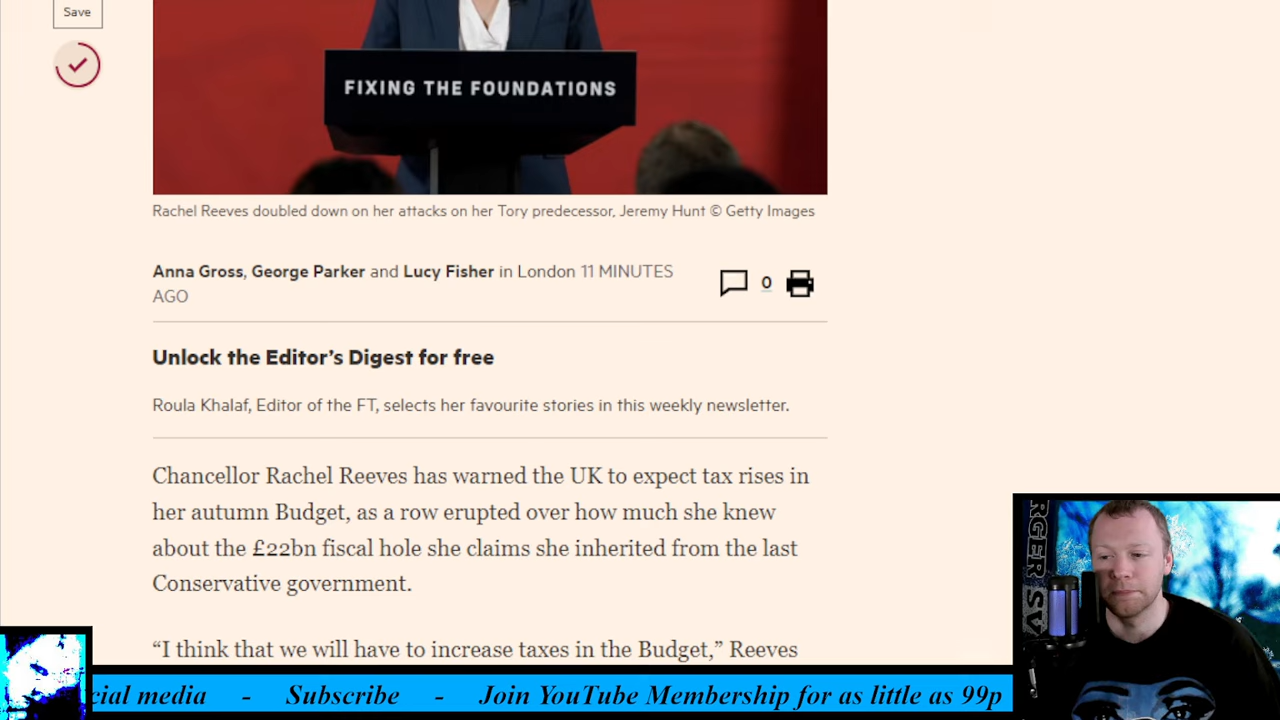 Save
FIXING THE FOUNDATIONS
Rachel Reeves doubled down on her attacks on her Tory predecessor, Jeremy Hunt © Getty Images
Anna Gross, George Parker and Lucy Fisher in London 11 MINUTES
AGO
0
Unlock the Editor’s Digest for free
Roula Khalaf, Editor of the FT, selects her favourite stories in this weekly newsletter.
Chancellor Rachel Reeves has warned the UK to expect tax rises in
her autumn Budget, as a row erupted over how much she knew
about the £22bn fiscal hole she claims she inherited from the last
Conservative government.
“I think that we will have to increase taxes in the Budget,” Reeves
cial media - Subscribe - Join YouTube Membership for as little as 99p
RGER SV